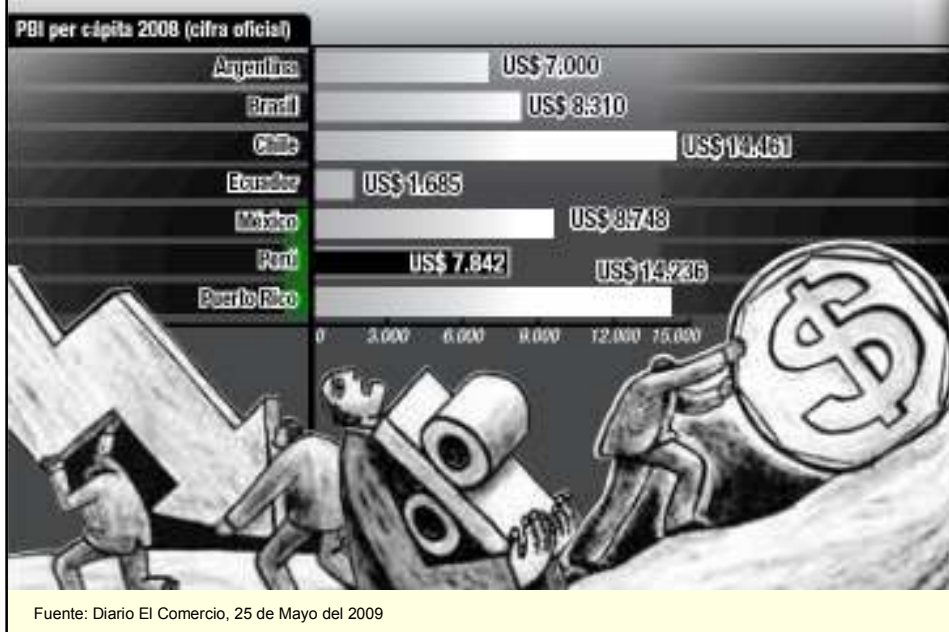 PBI per cápita 2008 (cifra oficial)
Argentina US$ 7.000
Brasil US$ 8.310
Chile US$ 14.461
Ecuador US$ 1.685
México US$ 8.748
Perú US$ 7.842
Puerto Rico US$ 14.236
0 3.000 6.000 9.000 12.000 15.000
$
Fuente: Diario El Comercio, 25 de Mayo del 2009